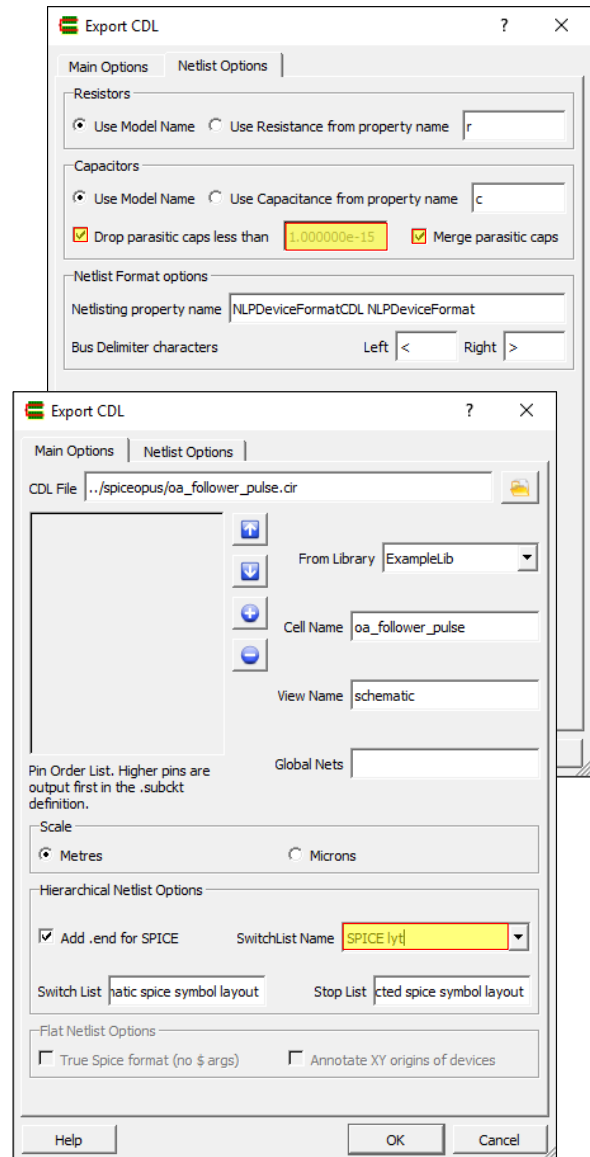 Export CDL ?
Main Options Netlist Options
Resistors
Use Model Name Use Resistance from property name r
Capacitors
Use Model Name Use Capacitance from property name c
Drop parasitic caps less than 1.000000e-15 Merge parasitic caps
Netlist Format options
Netlisting property name NLPDeviceFormatCDL NLPDeviceFormat
Bus Delimiter characters Left < Right >
Export CDL ?
Main Options Netlist Options
CDL File ../spiceopus/oa_follower_pulse.cir
From Library ExampleLib
Cell Name oa_follower_pulse
View Name schematic
Global Nets
Pin Order List. Higher pins are
output first in the .subckt
definition.
Scale
Metres Microns
Hierarchical Netlist Options
Add .end for SPICE SwitchList Name SPICE lyt
Switch List natic spice symbol layout Stop List cted spice symbol layout
Flat Netlist Options
True Spice format (no $ args) Annotate XY origins of devices
Help OK Cancel